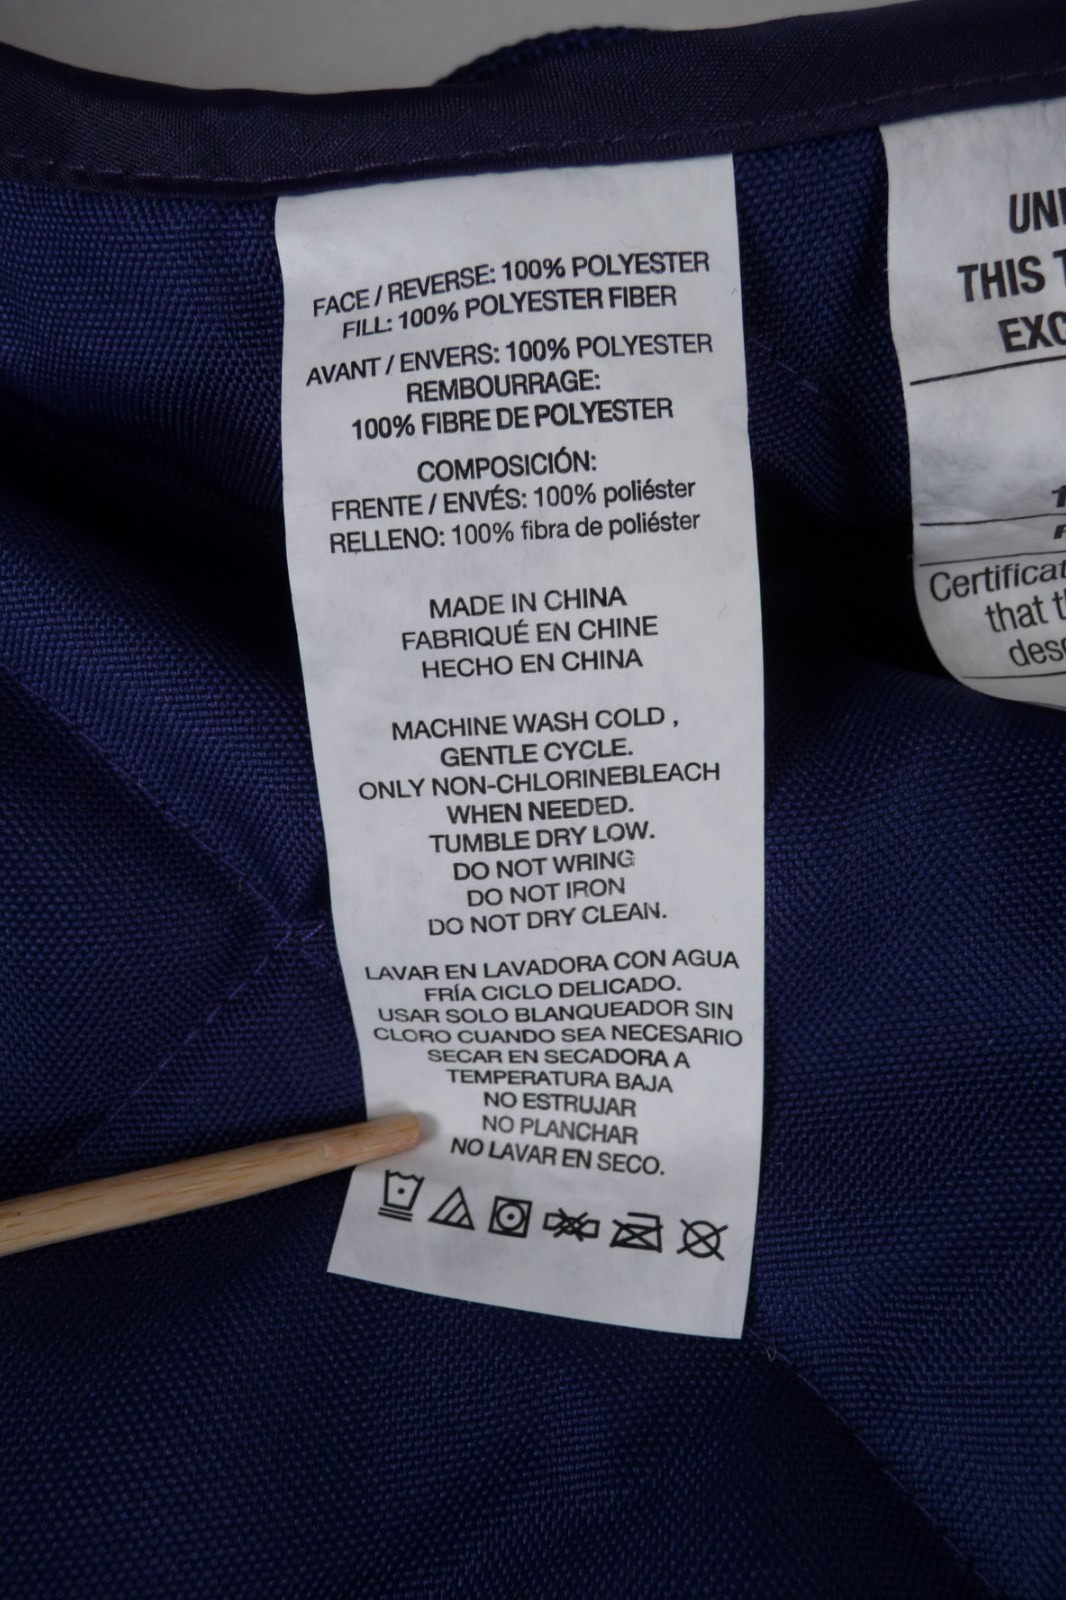 FACE / REVERSE: 100% POLYESTER
FILL: 100% POLYESTER FIBER
AVANT / ENVERS: 100% POLYESTER
REMBOURRAGE:
100% FIBRE DE POLYESTER
COMPOSICIÓN:
FRENTE / ENVÉS: 100% poliéster
RELLENO: 100% fibra de poliéster
MADE IN CHINA
FABRIQUÉ EN CHINE
HECHO EN CHINA
MACHINE WASH COLD ,
GENTLE CYCLE.
ONLY NON-CHLORINEBLEACH
WHEN NEEDED.
TUMBLE DRY LOW.
DO NOT WRING
DO NOT IRON
DO NOT DRY CLEAN.
LAVAR EN LAVADORA CON AGUA
FRÍA CICLO DELICADO.
USAR SOLO BLANQUEADOR SIN
CLORO CUANDO SEA NECESARIO
SECAR EN SECADORA A
TEMPERATURA BAJA
NO ESTRUJAR
NO PLANCHAR
NO LAVAR EN SECO.
THIS
that